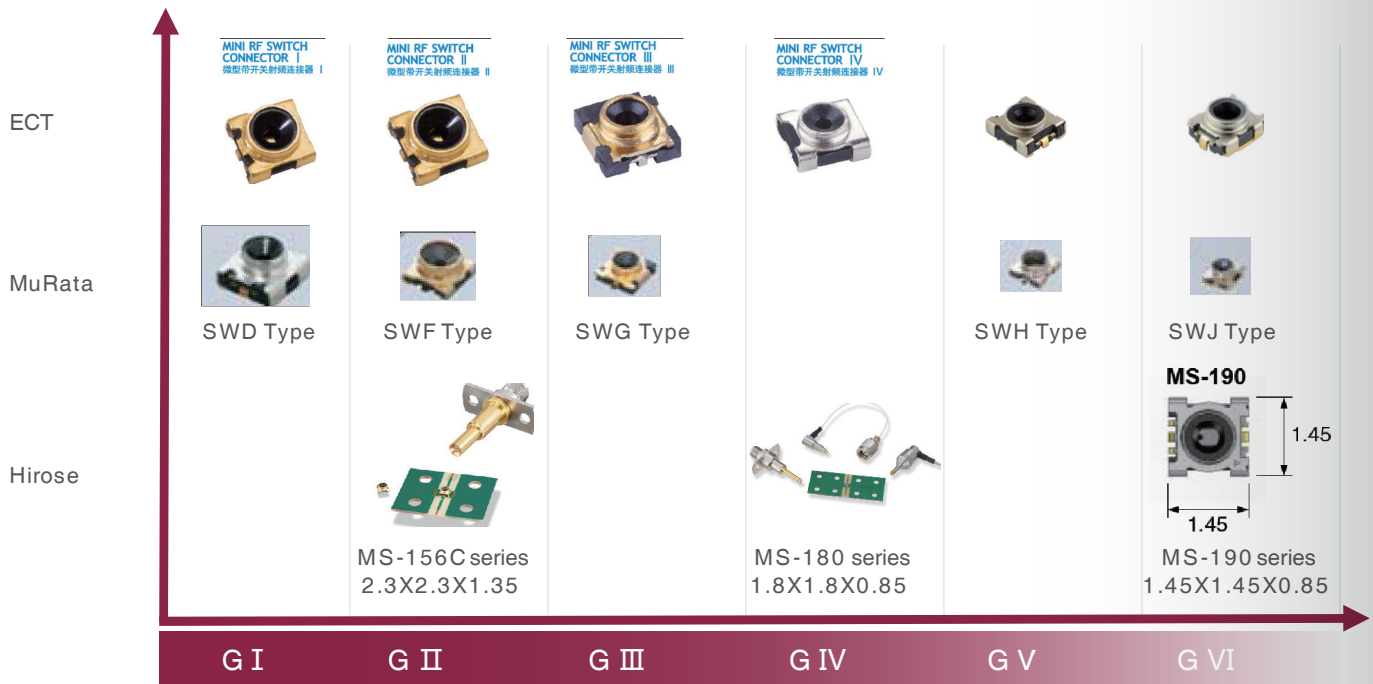 MINI RF SWITCH
CONNECTOR Ⅰ
微型带开关射频连接器 Ⅰ
MINI RF SWITCH
CONNECTOR Ⅱ
微型带开关射频连接器 Ⅱ
MINI RF SWITCH
CONNECTOR Ⅲ
微型带开关射频连接器 Ⅲ
MINI RF SWITCH
CONNECTOR Ⅳ
微型带开关射频连接器 Ⅳ
ECT
MuRata
SWD Type
SWF Type
SWG Type
SWH Type
SWJ Type
MS-190
1.45
1.45
Hirose
MS-156C series
2.3X2.3X1.35
MS-180 series
1.8X1.8X0.85
MS-190 series
1.45X1.45X0.85
G Ⅰ
G Ⅱ
G Ⅲ
G Ⅳ
G Ⅴ
G Ⅵ